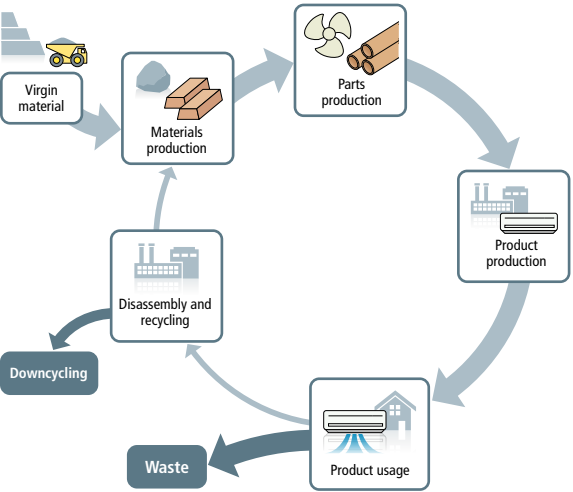 Virgin
material
Materials
production
Parts
production
Product
production
Product usage
Waste
Disassembly and
recycling
Downcycling